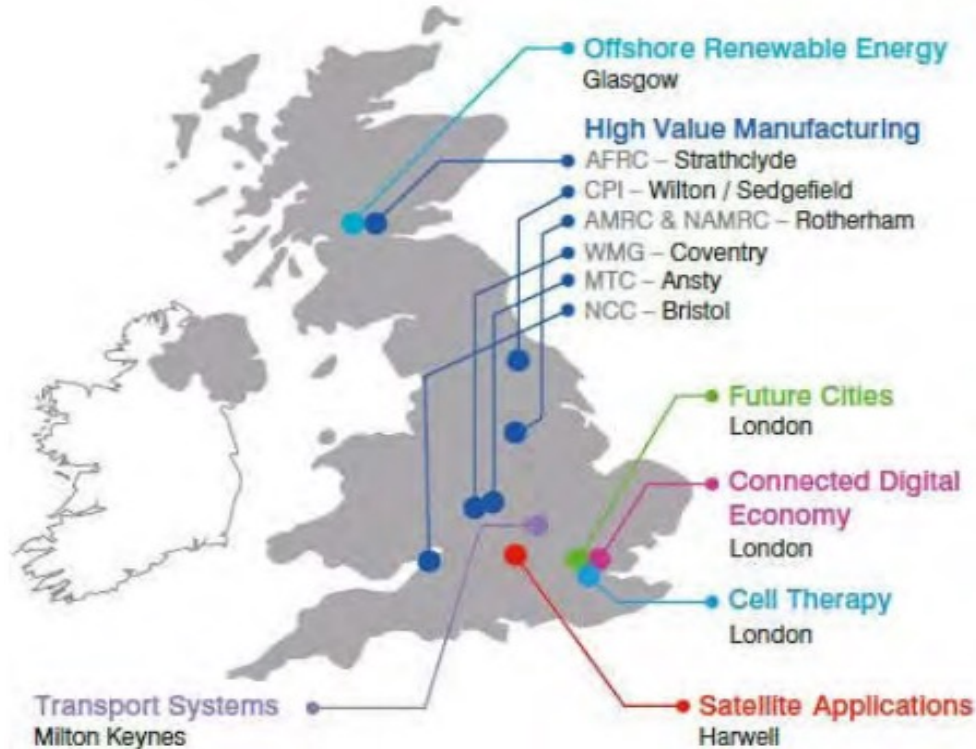 Offshore Renewable Energy
Glasgow
High Value Manufacturing
AFRC – Strathclyde
CPI – Wilton / Sedgefield
AMRC & NAMRC – Rotherham
WMG – Coventry
MTC – Ansty
NCC – Bristol
Future Cities
London
Connected Digital
Economy
London
Cell Therapy
London
Transport Systems
Milton Keynes
Satellite Applications
Harwell